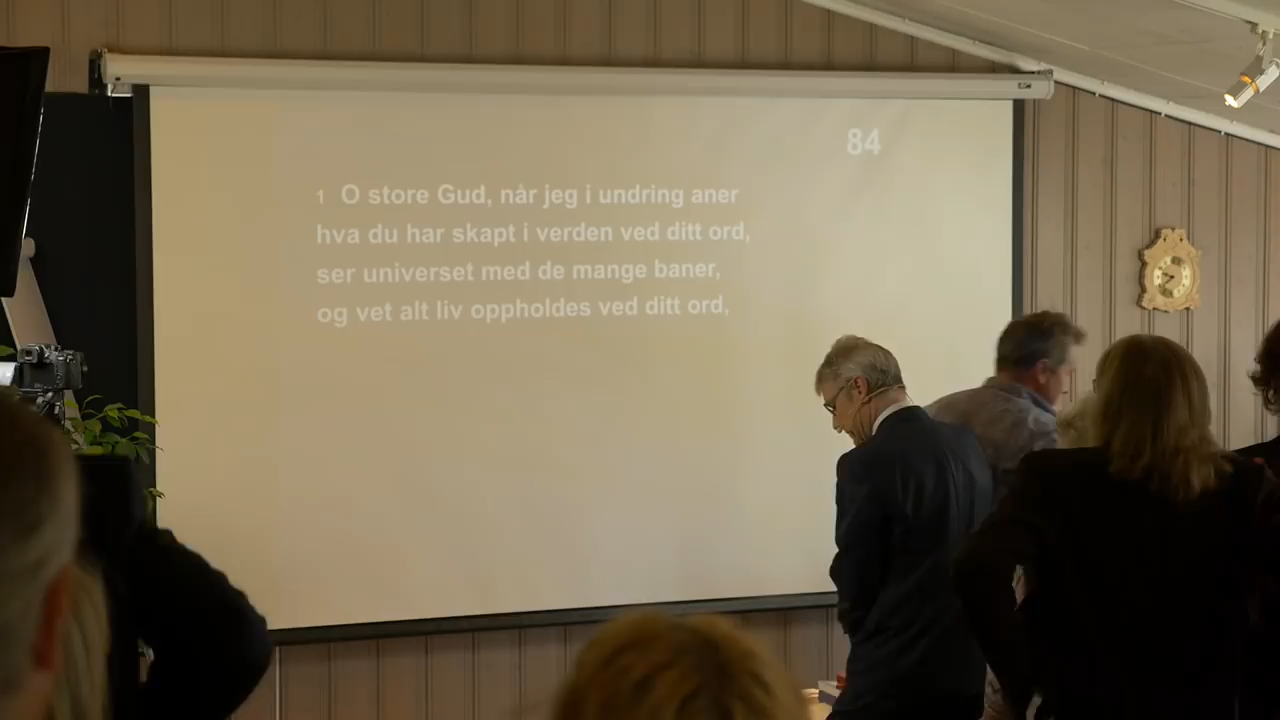 84
1 O store Gud, når jeg i undring aner
hva du har skapt i verden ved ditt ord,
ser universet med de mange baner,
og vet alt liv oppholdes ved ditt ord,